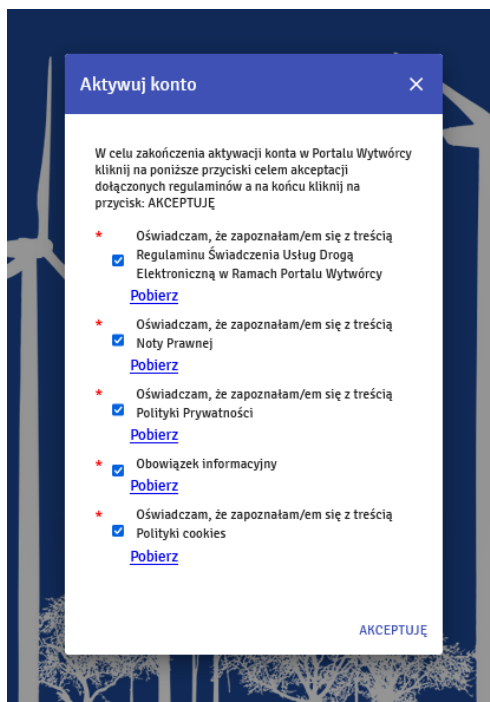 Aktywuj konto
W celu zakończenia aktywacji konta w Portalu Wytwórcy
kliknij na poniższe przyciski celem akceptacji
dołączonych regulaminów a na końcu kliknij na
przycisk: AKCEPTUJĘ
* Oświadczam, że zapoznałam/em się z treścią
Regulaminu Świadczenia Usług Drogą
Elektroniczną w Ramach Portalu Wytwórcy
Pobierz
* Oświadczam, że zapoznałam/em się z treścią
Noty Prawnej
Pobierz
* Oświadczam, że zapoznałam/em się z treścią
Polityki Prywatności
Pobierz
* Obowiązek informacyjny
Pobierz
* Oświadczam, że zapoznałam/em się z treścią
Polityki cookies
Pobierz
AKCEPTUJĘ